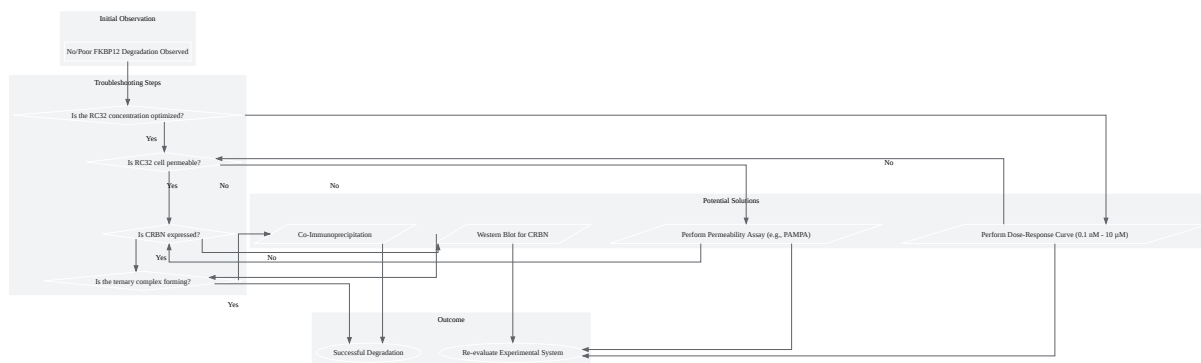 Initial Observation
No/Poor FKBP12 Degradation Observed
Troubleshooting Steps
Is the RC32 concentration optimized?
Yes
Is RC32 cell permeable?
No
Yes
No
No
Potential Solutions
Is CRBN expressed?
Co-Immunoprecipitation
Western Blot for CRBN
Perform Permeability Assay (e.g., PAMPA)
Perform Dose-Response Curve (0.1 nM - 10 μM)
Yes
No
Is the ternary complex forming?
Yes
Outcome
Successful Degradation
Re-evaluate Experimental System